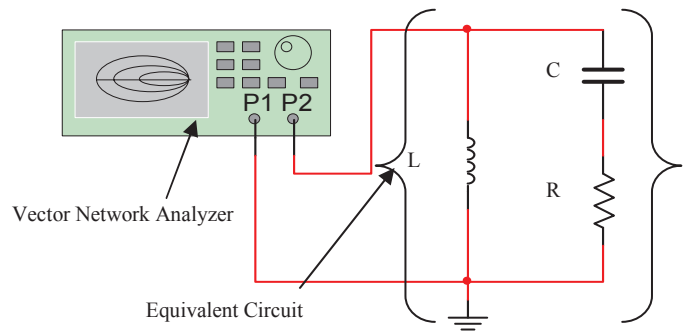 P1 P2
C
L
R
Vector Network Analyzer
Equivalent Circuit